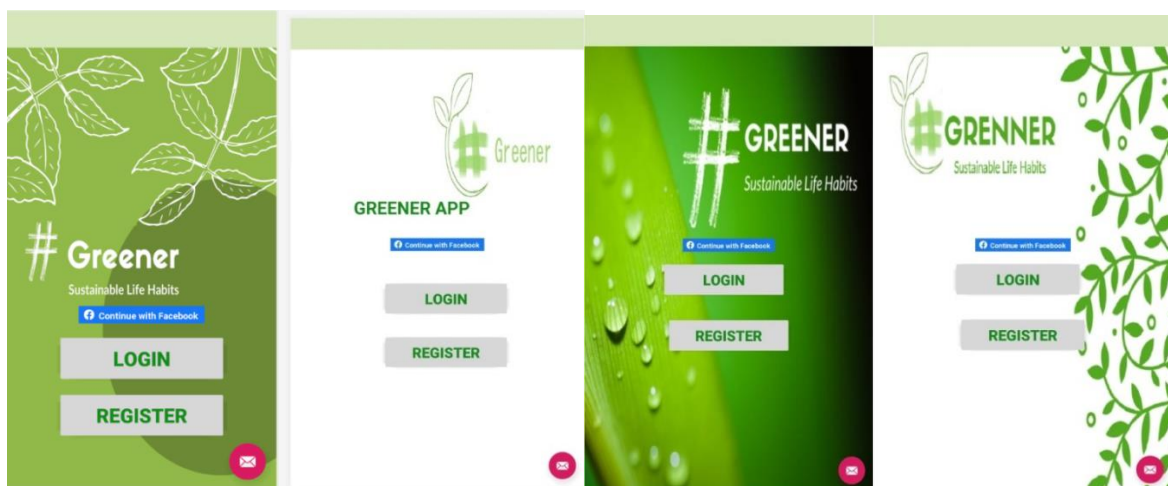 # Greener
Sustainable Life Habits
Continue with Facebook
LOGIN
REGISTER
# Greener
GREENER APP
Continue with Facebook
LOGIN
REGISTER
# GREENER
Sustainable Life Habits
Continue with Facebook
LOGIN
REGISTER
# GRENNER
Sustainable Life Habits
Continue with Facebook
LOGIN
REGISTER